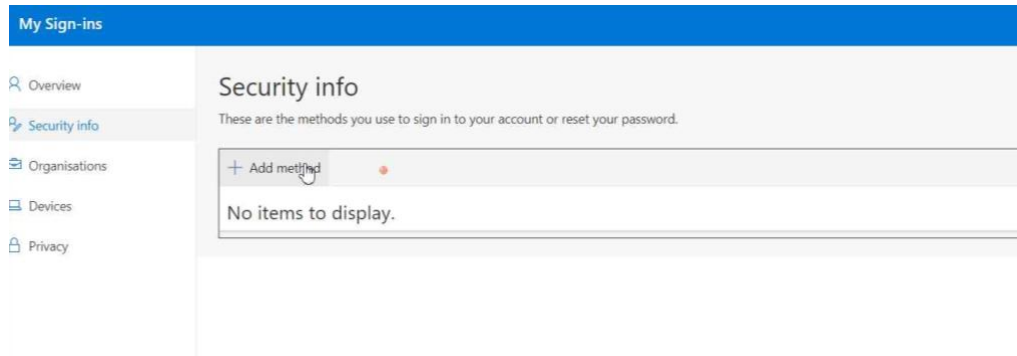 My Sign-ins
Overview
Security info
Organisations
Devices
Privacy
Security info
These are the methods you use to sign in to your account or reset your password.
+ Add method
No items to display.